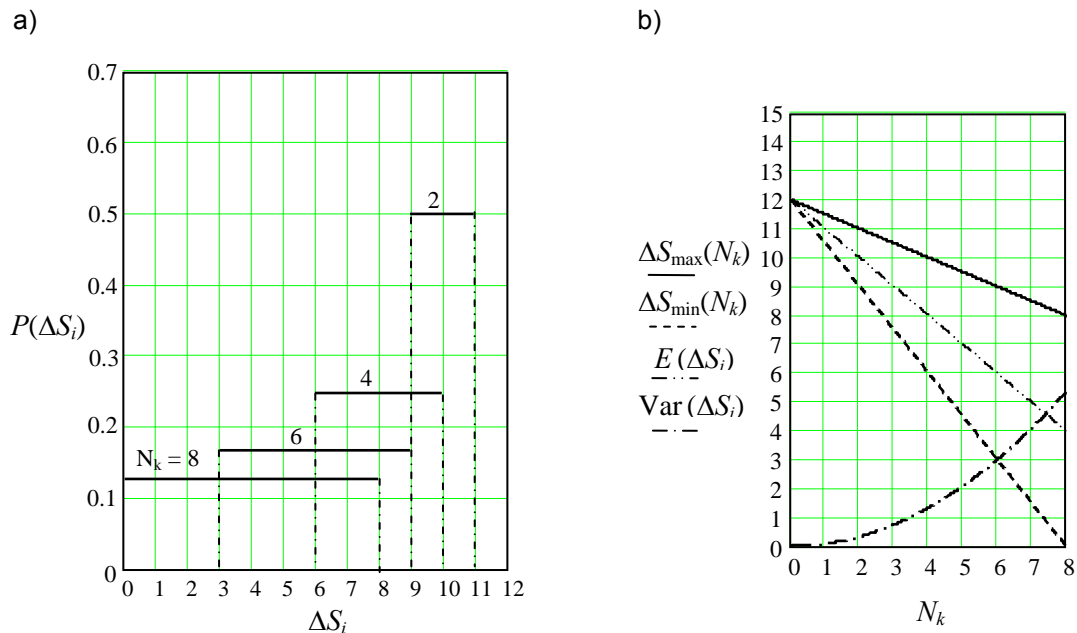 a)
0.7
0.6
0.5
0.4
P(ΔS_i)
0.3
0.2
0.1
0
2
4
6
N_k = 8
0 1 2 3 4 5 6 7 8 9 10 11 12
ΔS_i
b)
15
14
13
12
11
10
9
8
7
6
5
4
3
2
1
0
ΔS_max(N_k)
ΔS_min(N_k)
E(ΔS_i)
Var(ΔS_i)
0 1 2 3 4 5 6 7 8
N_k